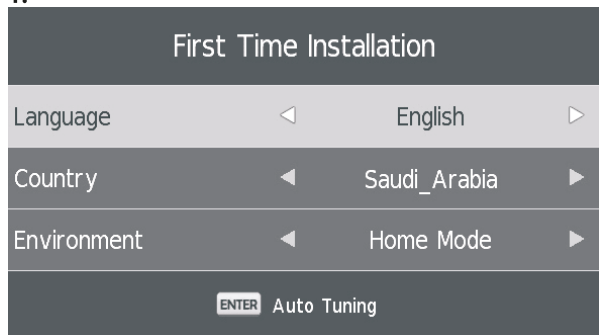 First Time Installation
Language English
Country Saudi_Arabia
Environment Home Mode
ENTER Auto Tuning